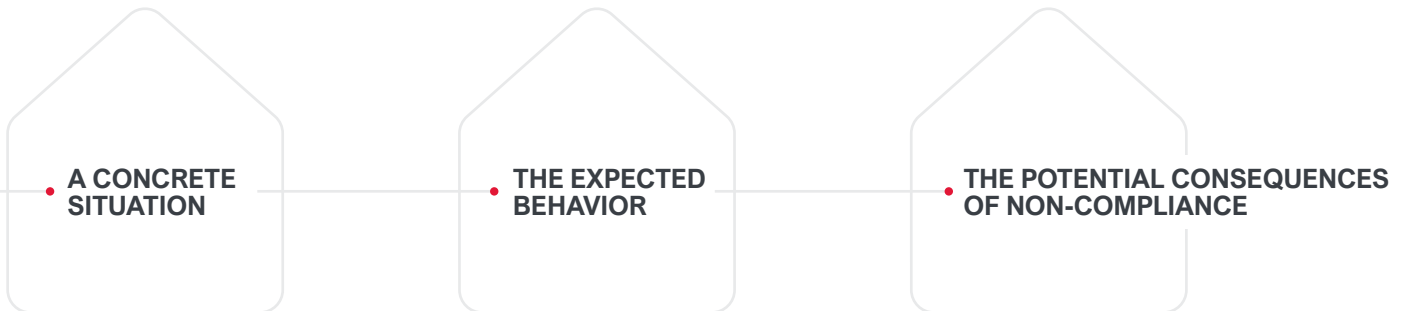 A CONCRETE
SITUATION
THE EXPECTED
BEHAVIOR
THE POTENTIAL CONSEQUENCES
OF NON-COMPLIANCE